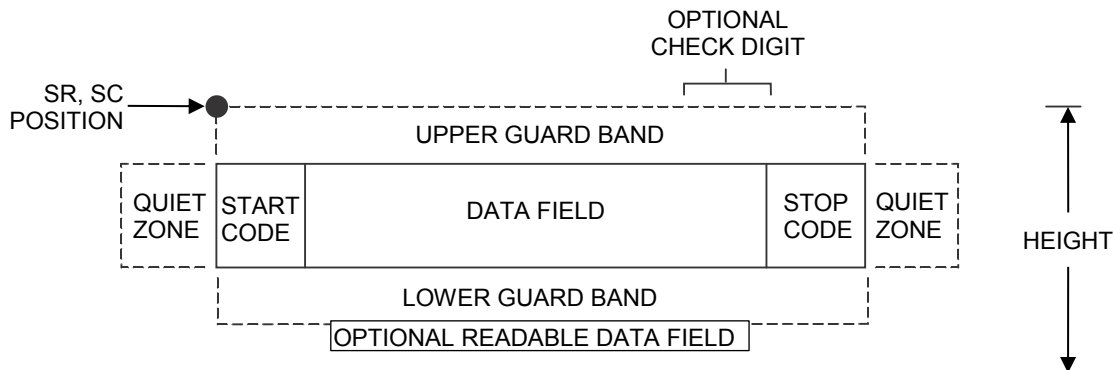 OPTIONAL
CHECK DIGIT
SR, SC
POSITION
UPPER GUARD BAND
QUIET
ZONE
START
CODE
DATA FIELD
STOP
CODE
QUIET
ZONE
HEIGHT
LOWER GUARD BAND
OPTIONAL READABLE DATA FIELD